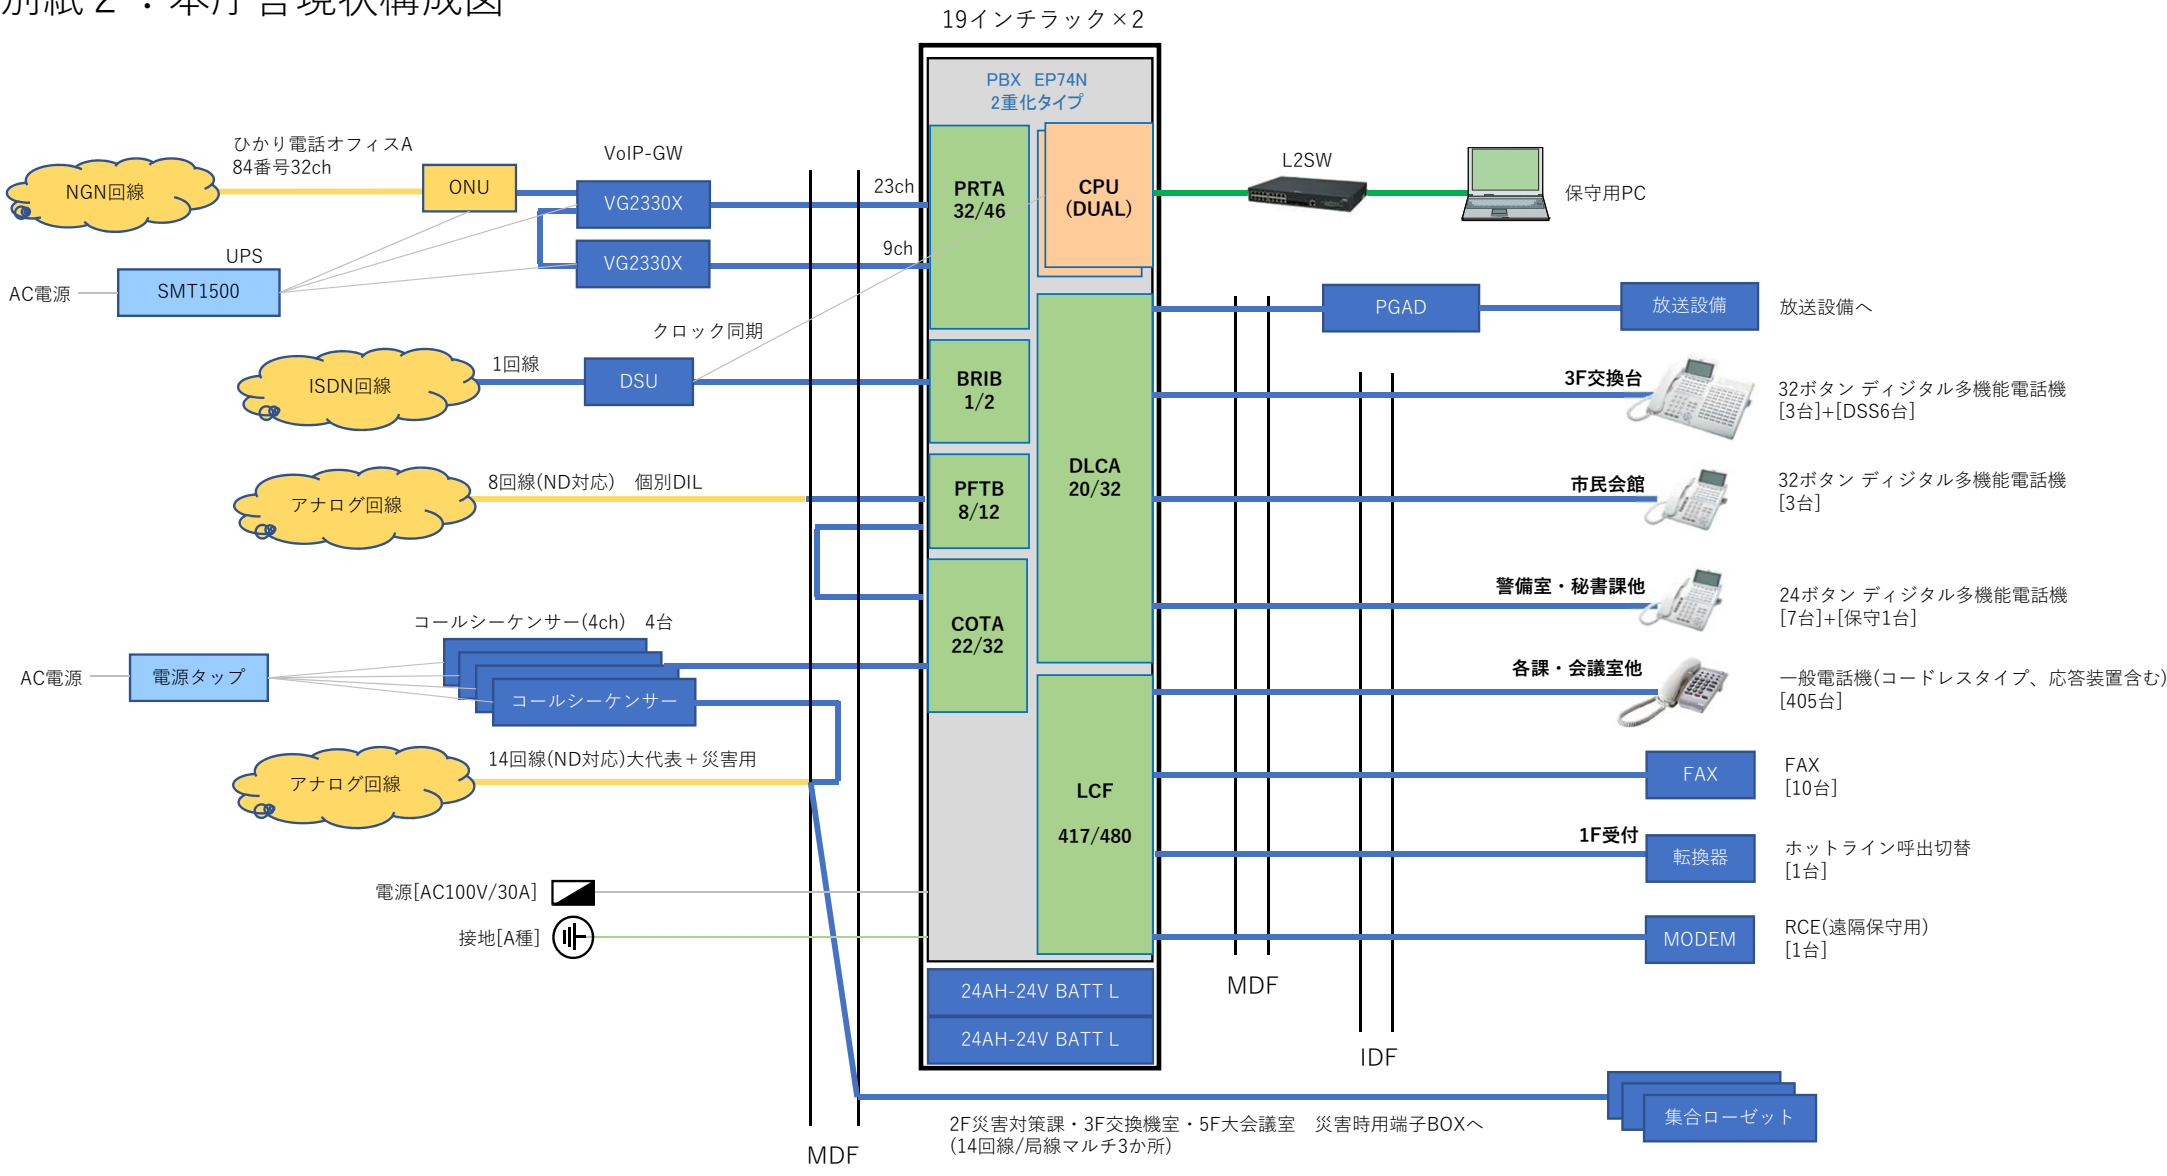 別紙２：本庁舎現状構成図
19インチラック×2
PBX EP74N
2重化タイプ
ひかり電話オフィスA
84番号32ch
NGN回線
ONU
VoIP-GW
VG2330X
VG2330X
23ch
9ch
PRTA
32/46
CPU
(DUAL)
L2SW
保守用PC
UPS
AC電源
SMT1500
クロック同期
ISDN回線
1回線
DSU
BRIB
1/2
PGAD
放送設備
放送設備へ
3F交換台
32ボタン ディジタル多機能電話機
[3台]+[DSS6台]
アナログ回線
8回線(ND対応) 個別DIL
PFTB
8/12
DLCA
20/32
市民会館
32ボタン ディジタル多機能電話機
[3台]
警備室・秘書課他
24ボタン ディジタル多機能電話機
[7台]+[保守1台]
コールシーケンサー(4ch) 4台
AC電源
電源タップ
コールシーケンサー
COTA
22/32
各課・会議室他
一般電話機(コードレスタイプ、応答装置含む)
[405台]
アナログ回線
14回線(ND対応)大代表＋災害用
LCF
417/480
FAX
FAX
[10台]
1F受付
転換器
ホットライン呼出切替
[1台]
電源[AC100V/30A]
接地[A種]
MODEM
RCE(遠隔保守用)
[1台]
24AH-24V BATT L
24AH-24V BATT L
MDF
IDF
MDF
2F災害対策課・3F交換機室・5F大会議室 災害時用端子BOXへ
(14回線/局線マルチ3か所)
集合ローゼット